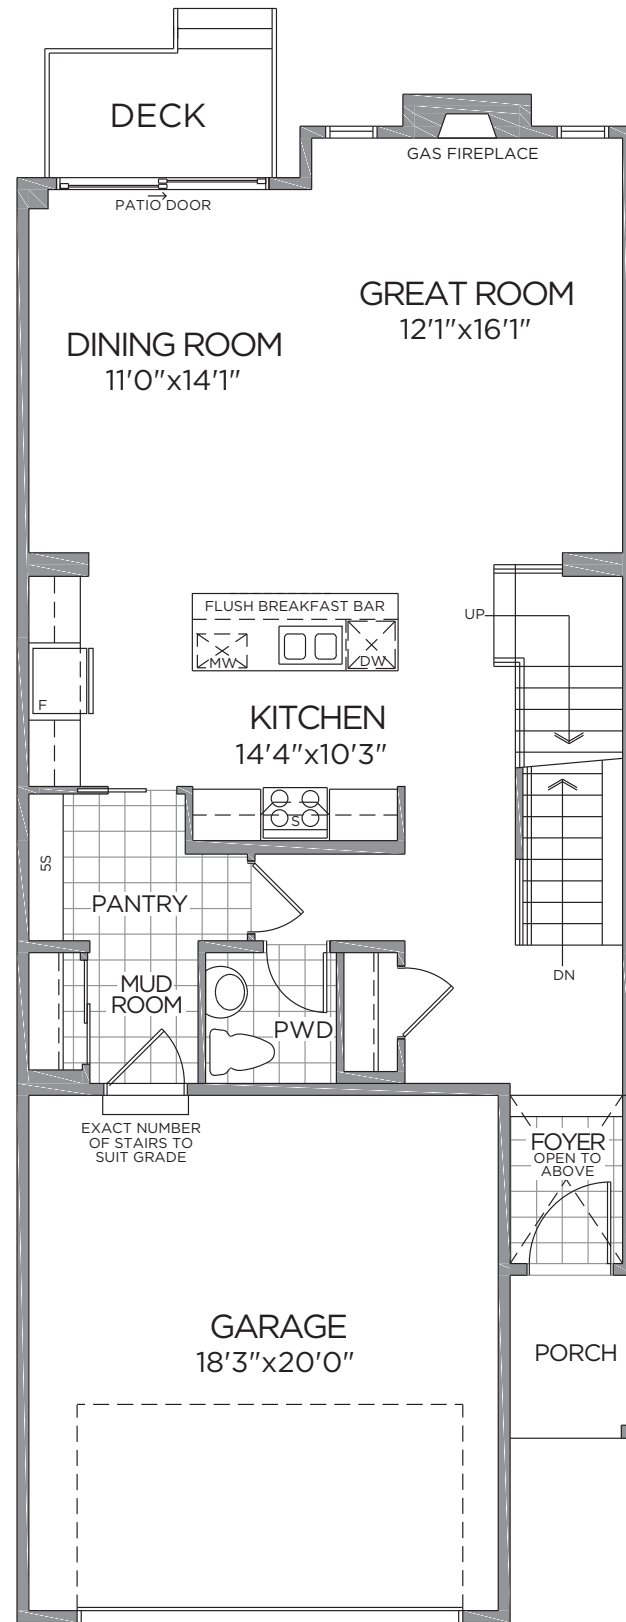 DECK
GAS FIREPLACE
PATIO DOOR
GREAT ROOM
12'1"x16'1"
DINING ROOM
11'0"x14'1"
FLUSH BREAKFAST BAR
UP
MW
DW
F
KITCHEN
14'4"x10'3"
S
5S
PANTRY
DN
MUD
ROOM
PWD
EXACT NUMBER
OF STAIRS TO
SUIT GRADE
FOYER
OPEN TO
ABOVE
GARAGE
18'3"x20'0"
PORCH